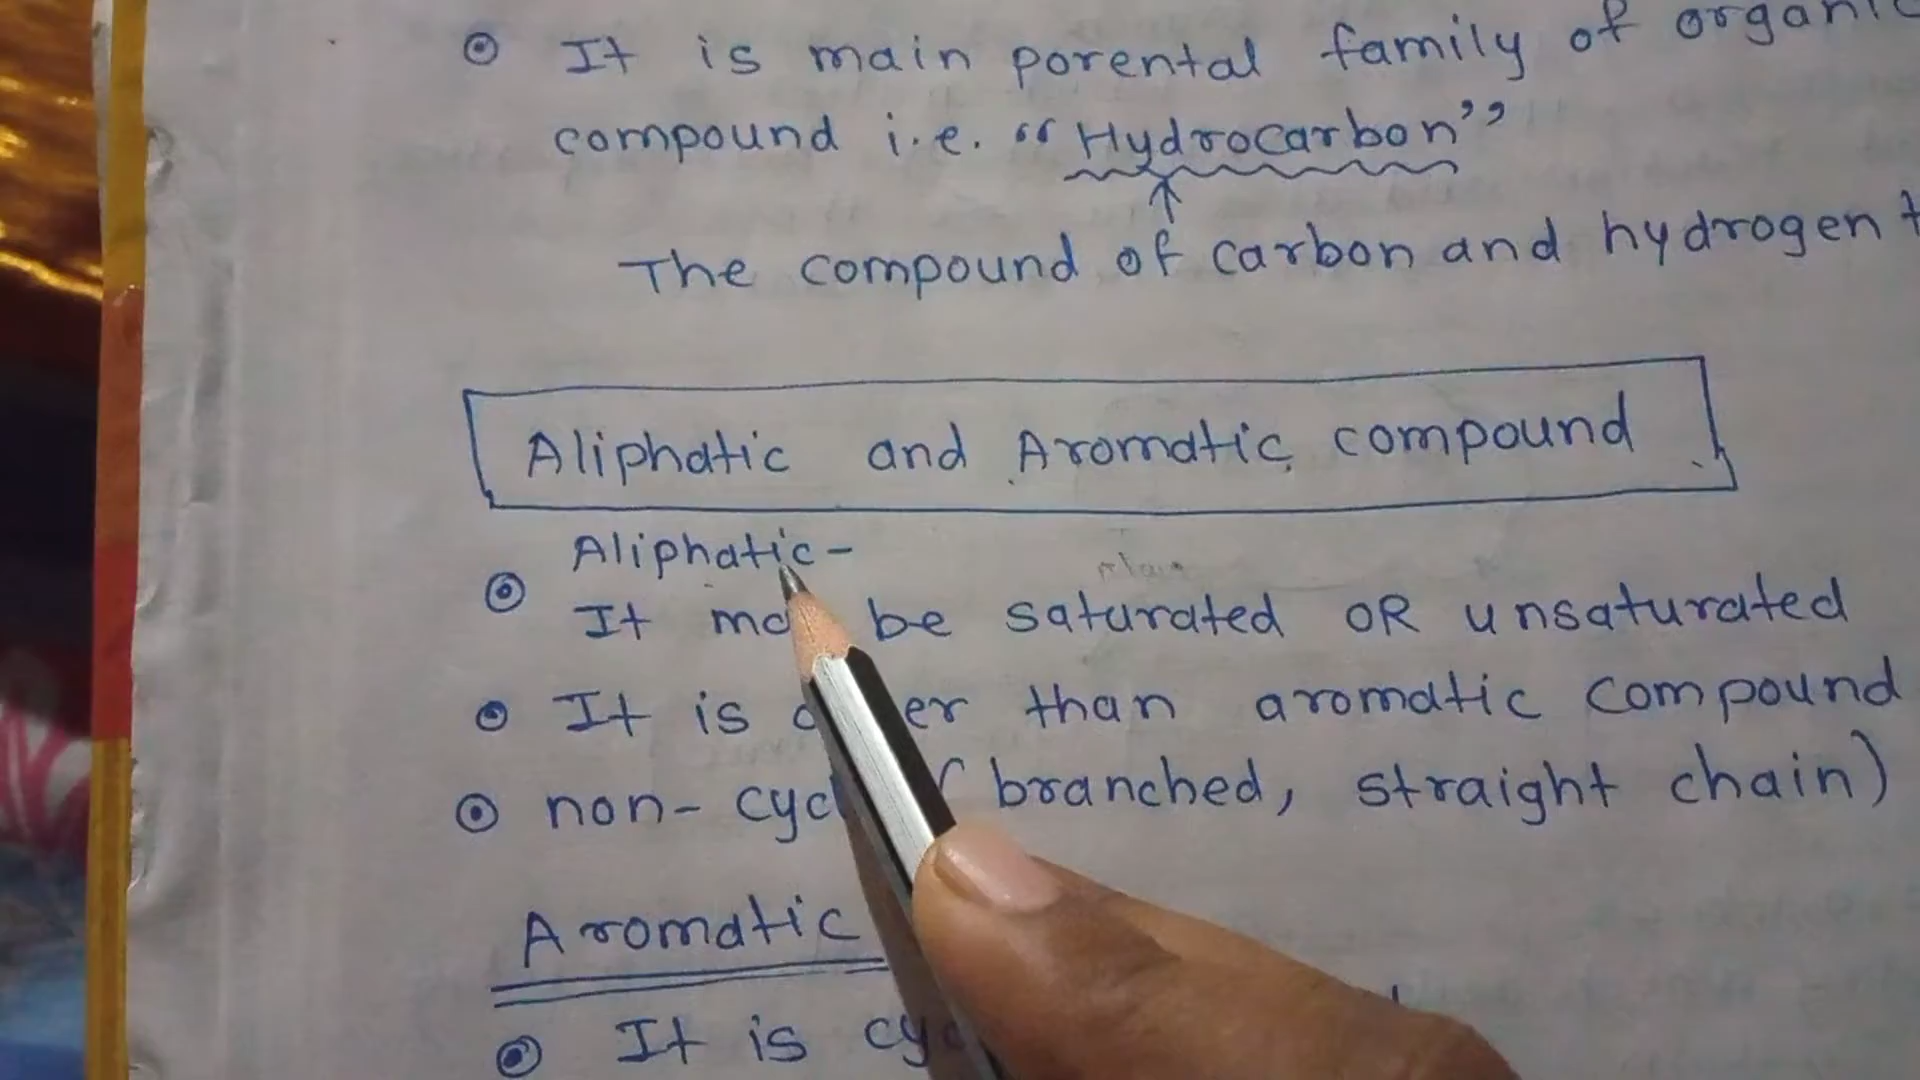 It is main porental family of organic
compound i.e. "Hydrocarbon"
The compound of carbon and hydrogen
Aliphatic and Aromatic compound
Aliphatic-
It be saturated OR unsaturated
It is than aromatic compound
non- (branched, straight chain)
Aromatic
It is